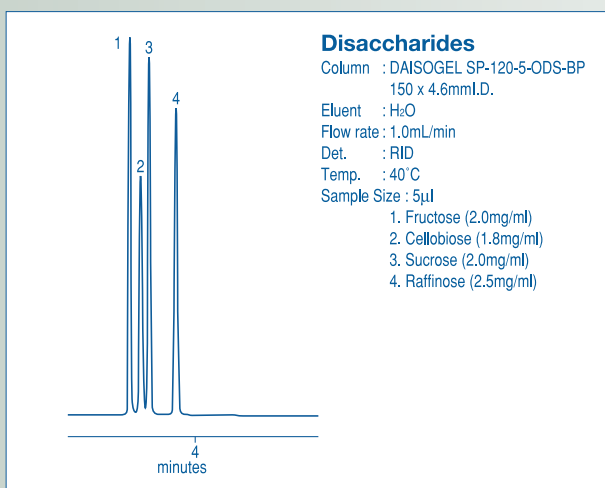 1
3
2
4
4
minutes
Disaccharides
Column : DAISOGEL SP-120-5-ODS-BP
150 x 4.6mmI.D.
Eluent : H₂O
Flow rate : 1.0mL/min
Det. : RID
Temp. : 40˚C
Sample Size : 5µl
1. Fructose (2.0mg/ml)
2. Cellobiose (1.8mg/ml)
3. Sucrose (2.0mg/ml)
4. Raffinose (2.5mg/ml)